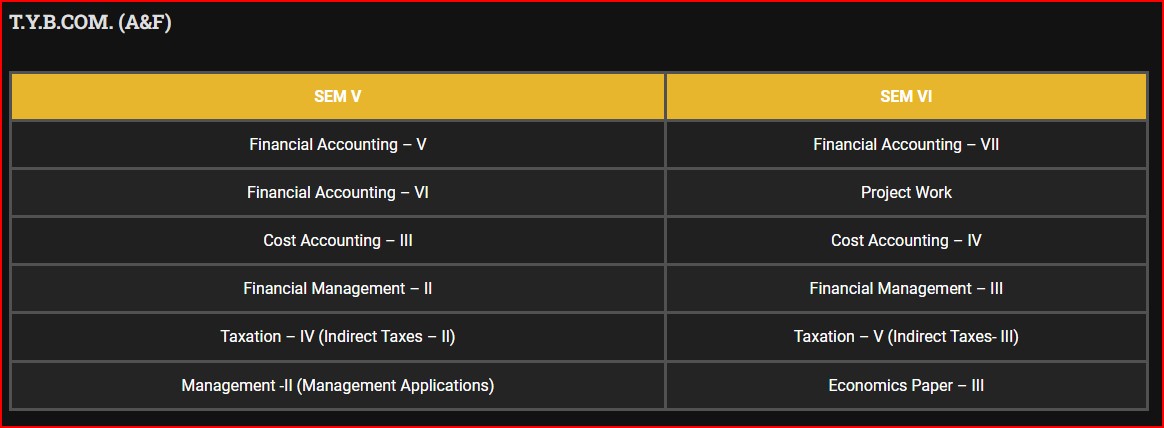 T.Y.B.COM. (A&F)
SEM V SEM VI
Financial Accounting – V Financial Accounting – VII
Financial Accounting – VI Project Work
Cost Accounting – III Cost Accounting – IV
Financial Management – II Financial Management – III
Taxation – IV (Indirect Taxes – II) Taxation – V (Indirect Taxes- III)
Management -II (Management Applications) Economics Paper – III